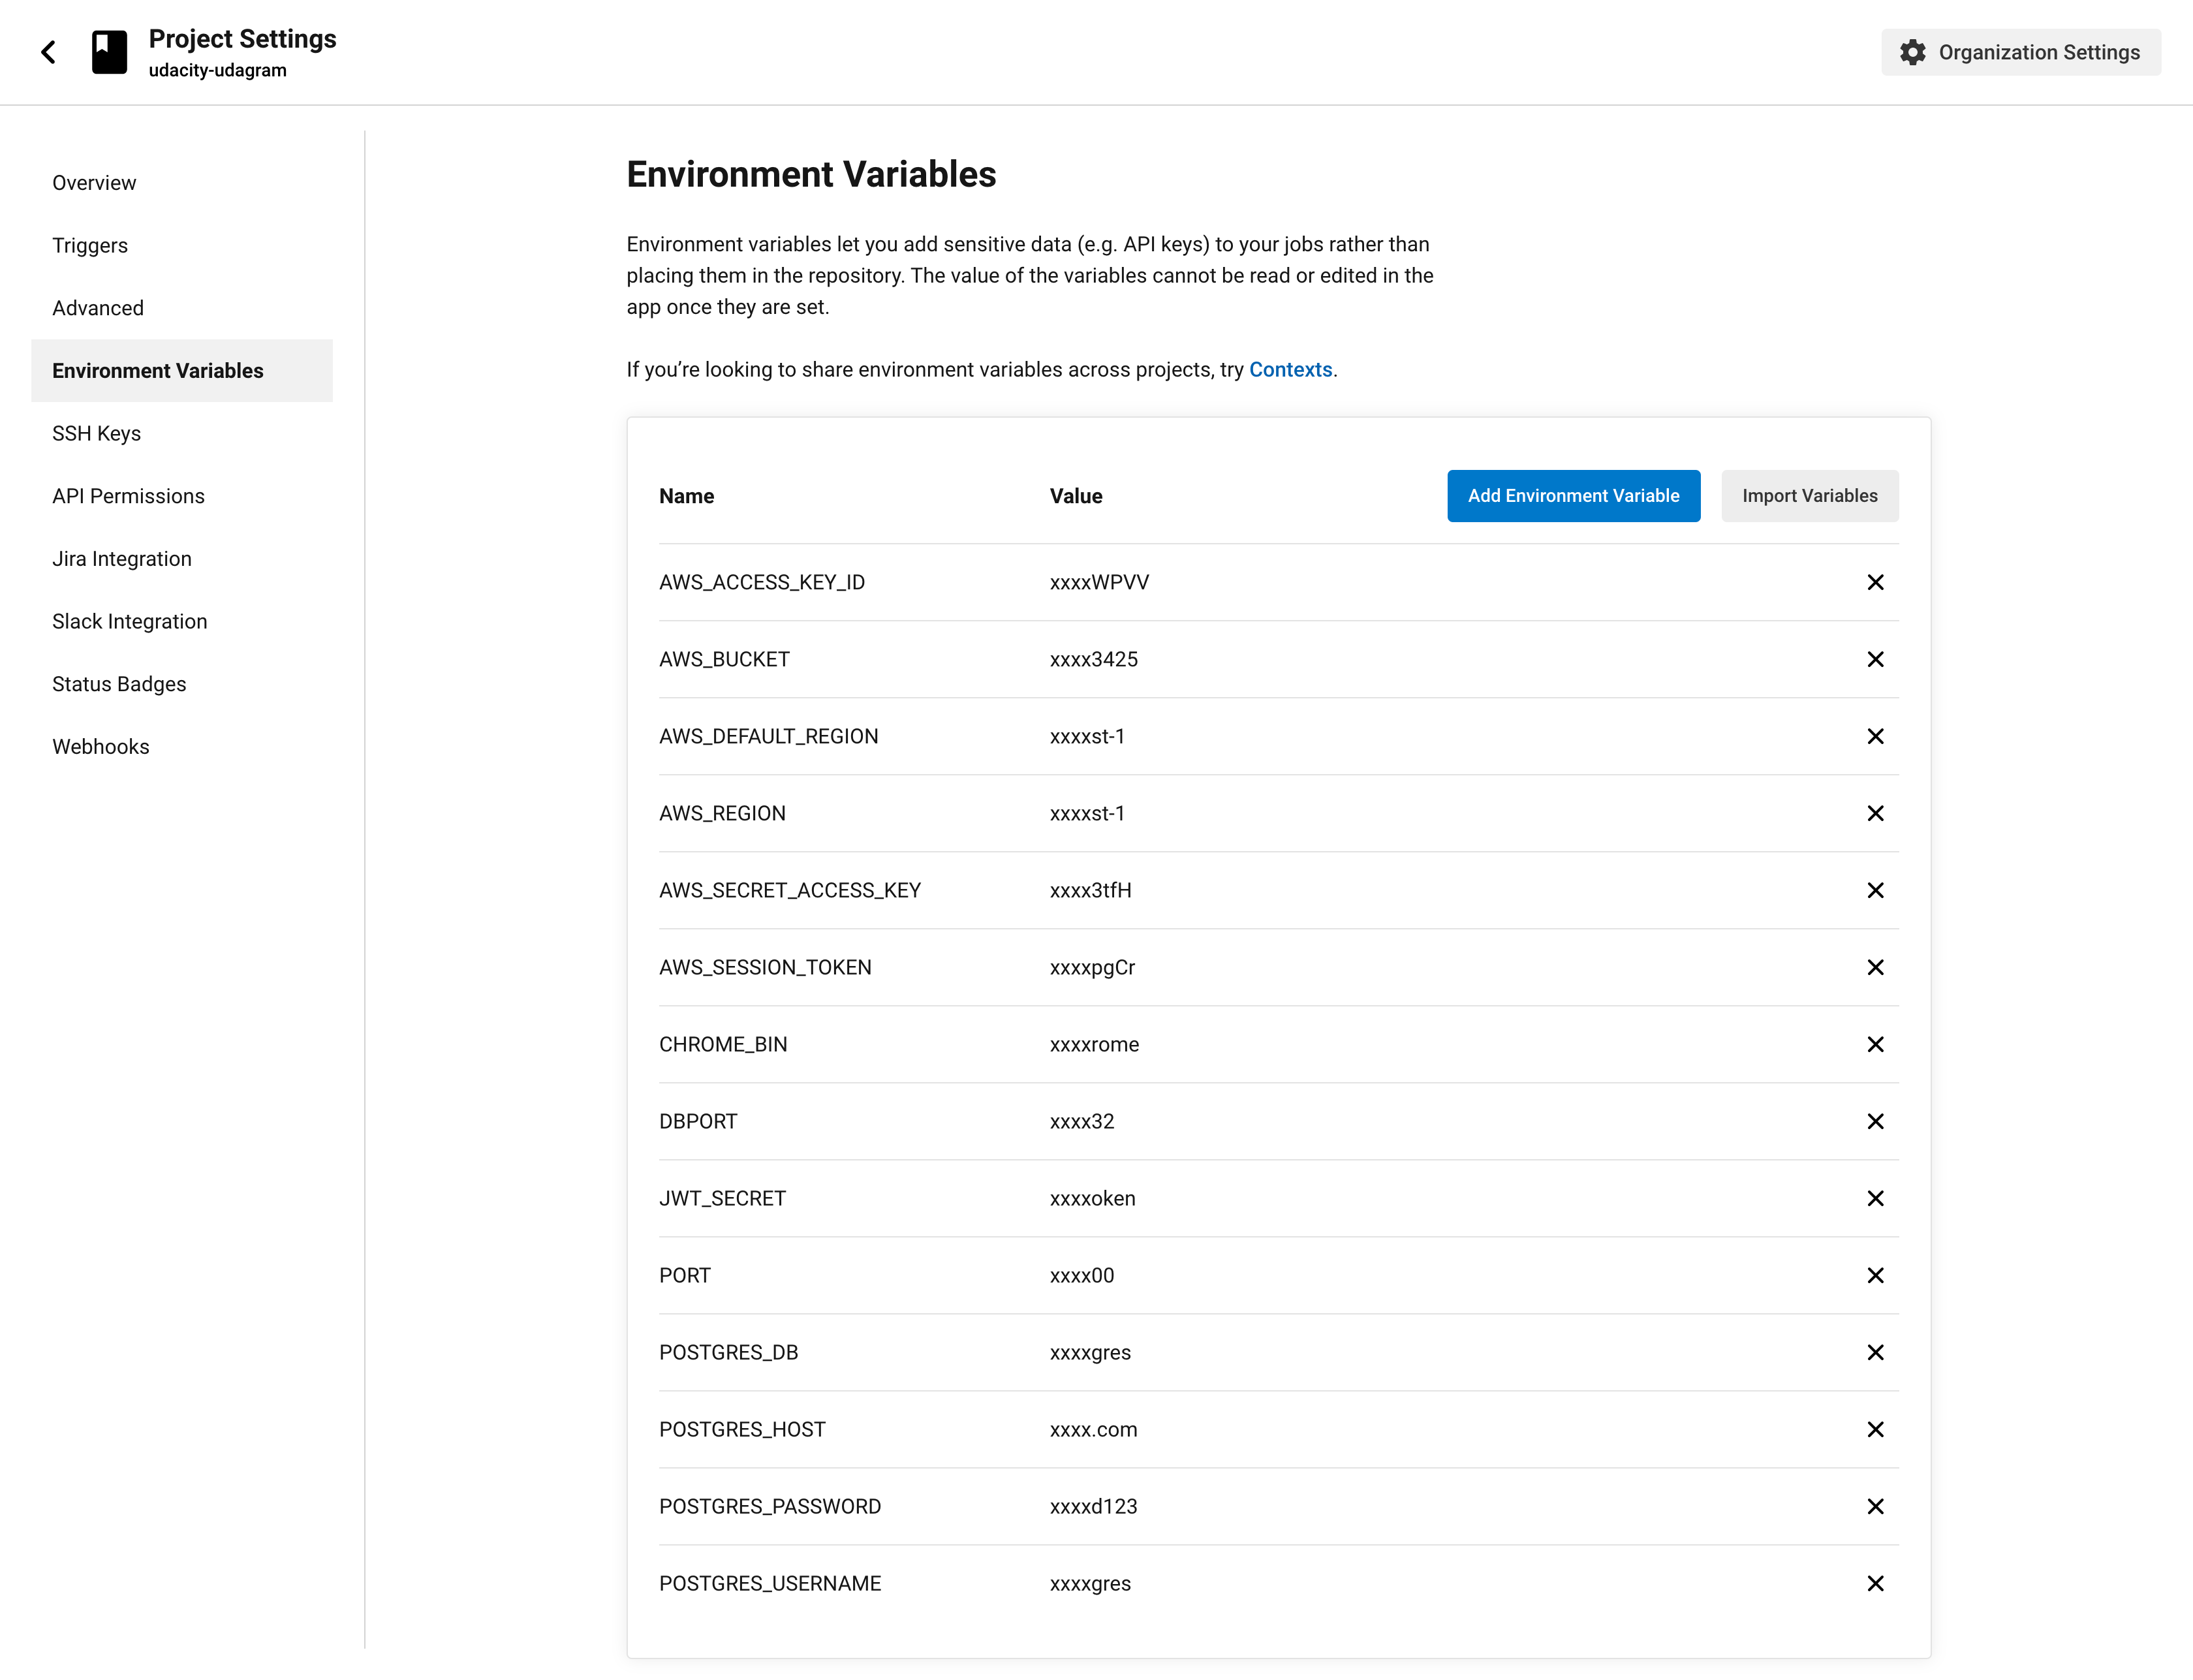 Project Settings
udacity-udagram
Organization Settings
Overview
Triggers
Advanced
Environment Variables
SSH Keys
API Permissions
Jira Integration
Slack Integration
Status Badges
Webhooks
Environment Variables
Environment variables let you add sensitive data (e.g. API keys) to your jobs rather than
placing them in the repository. The value of the variables cannot be read or edited in the
app once they are set.
If you’re looking to share environment variables across projects, try Contexts.
Name Value Add Environment Variable Import Variables
AWS_ACCESS_KEY_ID xxxxWPVV
AWS_BUCKET xxxx3425
AWS_DEFAULT_REGION xxxxst-1
AWS_REGION xxxxst-1
AWS_SECRET_ACCESS_KEY xxxx3tfH
AWS_SESSION_TOKEN xxxxpgCr
CHROME_BIN xxxxrome
DBPORT xxxx32
JWT_SECRET xxxxoken
PORT xxxx00
POSTGRES_DB xxxxgres
POSTGRES_HOST xxxx.com
POSTGRES_PASSWORD xxxxd123
POSTGRES_USERNAME xxxxgres